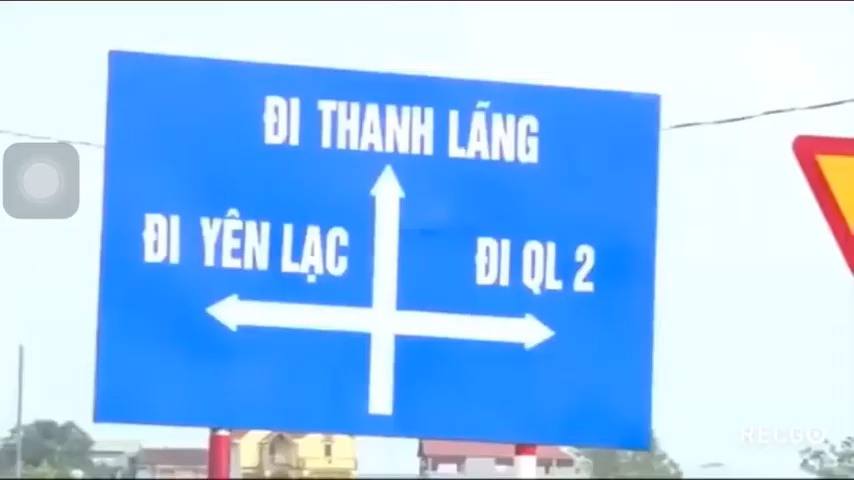 ĐI THANH LÃNG
ĐI YÊN LẠC
ĐI QL 2
RECGO